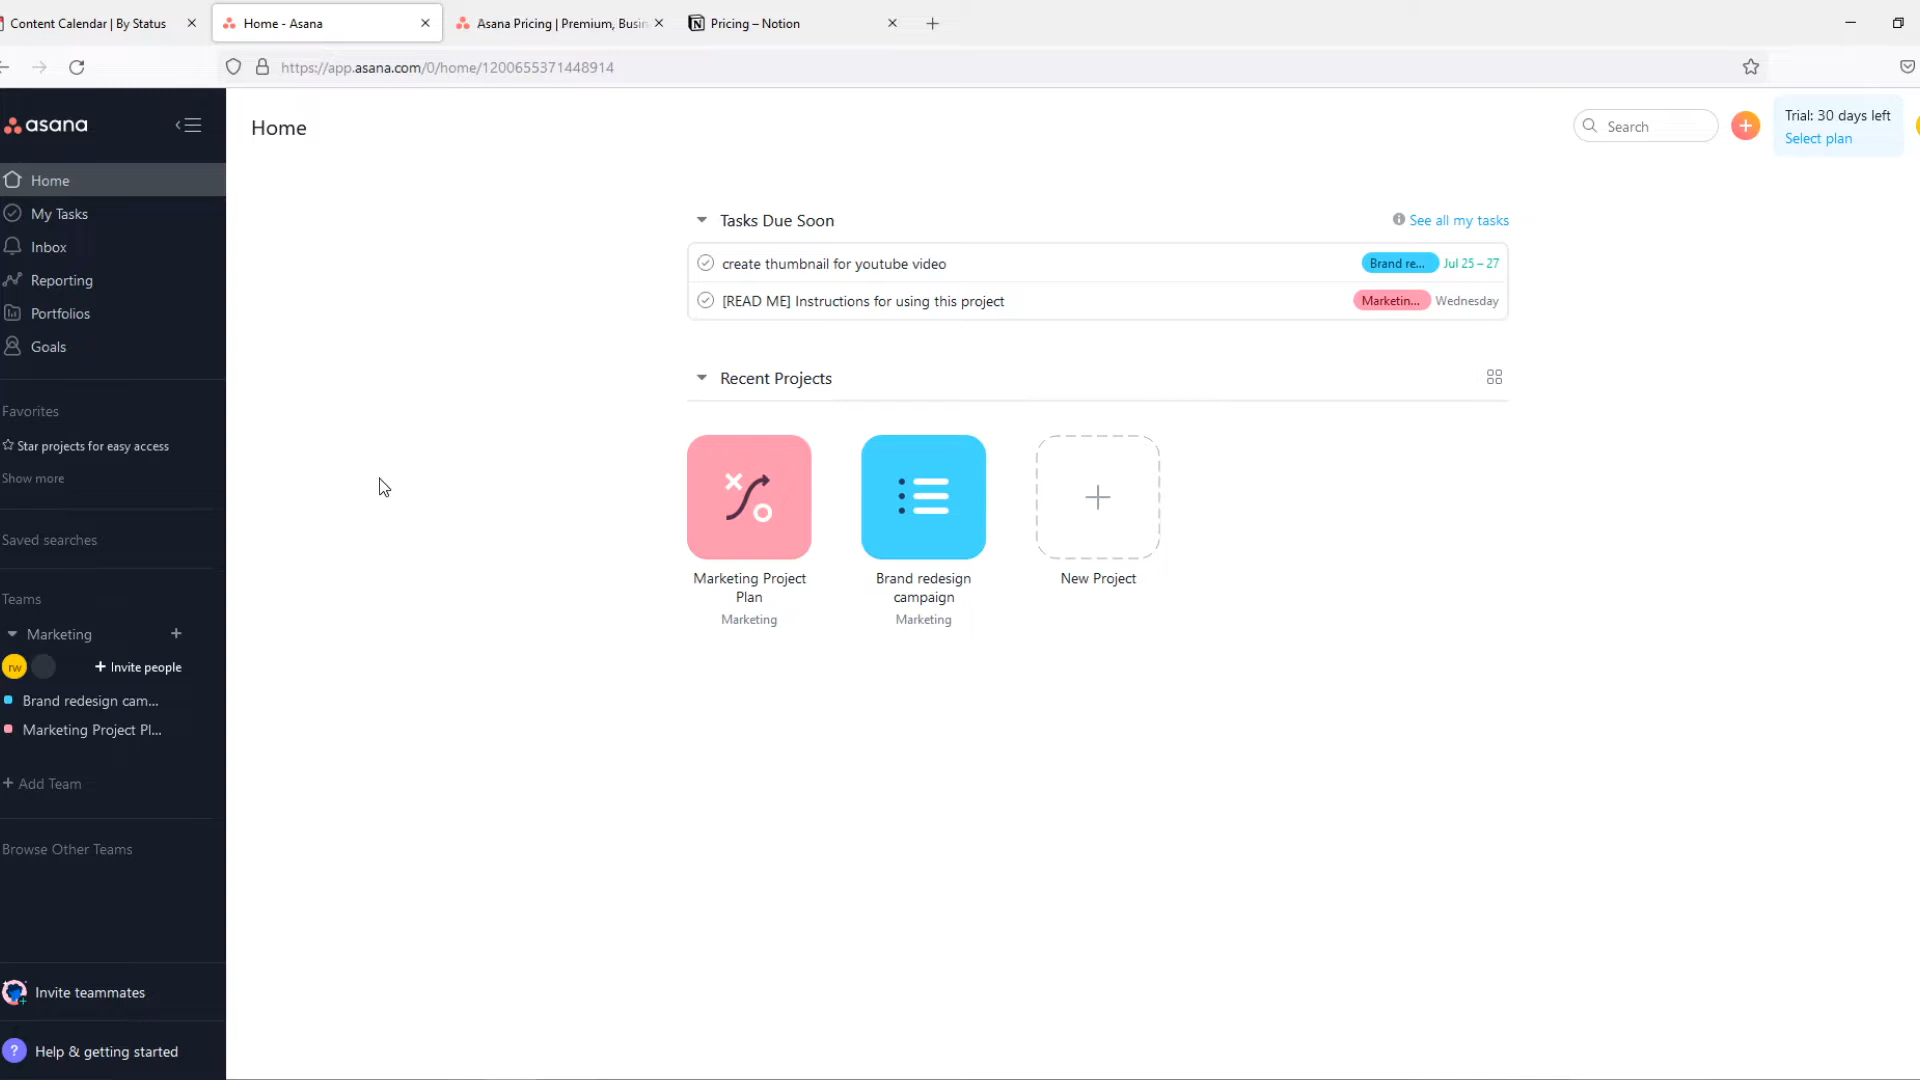 Content Calendar | By Status
Home - Asana
Asana Pricing | Premium, Busin
Pricing – Notion
https://app.asana.com/0/home/1200655371448914
asana
Home
Search
Trial: 30 days left
Select plan
Home
My Tasks
Inbox
Reporting
Portfolios
Goals
Favorites
Star projects for easy access
Show more
Saved searches
Teams
Marketing
rw
Invite people
Brand redesign cam...
Marketing Project Pl...
+ Add Team
Browse Other Teams
Invite teammates
? Help & getting started
Tasks Due Soon
See all my tasks
create thumbnail for youtube video
Brand re...
Jul 25 – 27
[READ ME] Instructions for using this project
Marketin...
Wednesday
Recent Projects
Marketing Project
Plan
Marketing
Brand redesign
campaign
Marketing
New Project